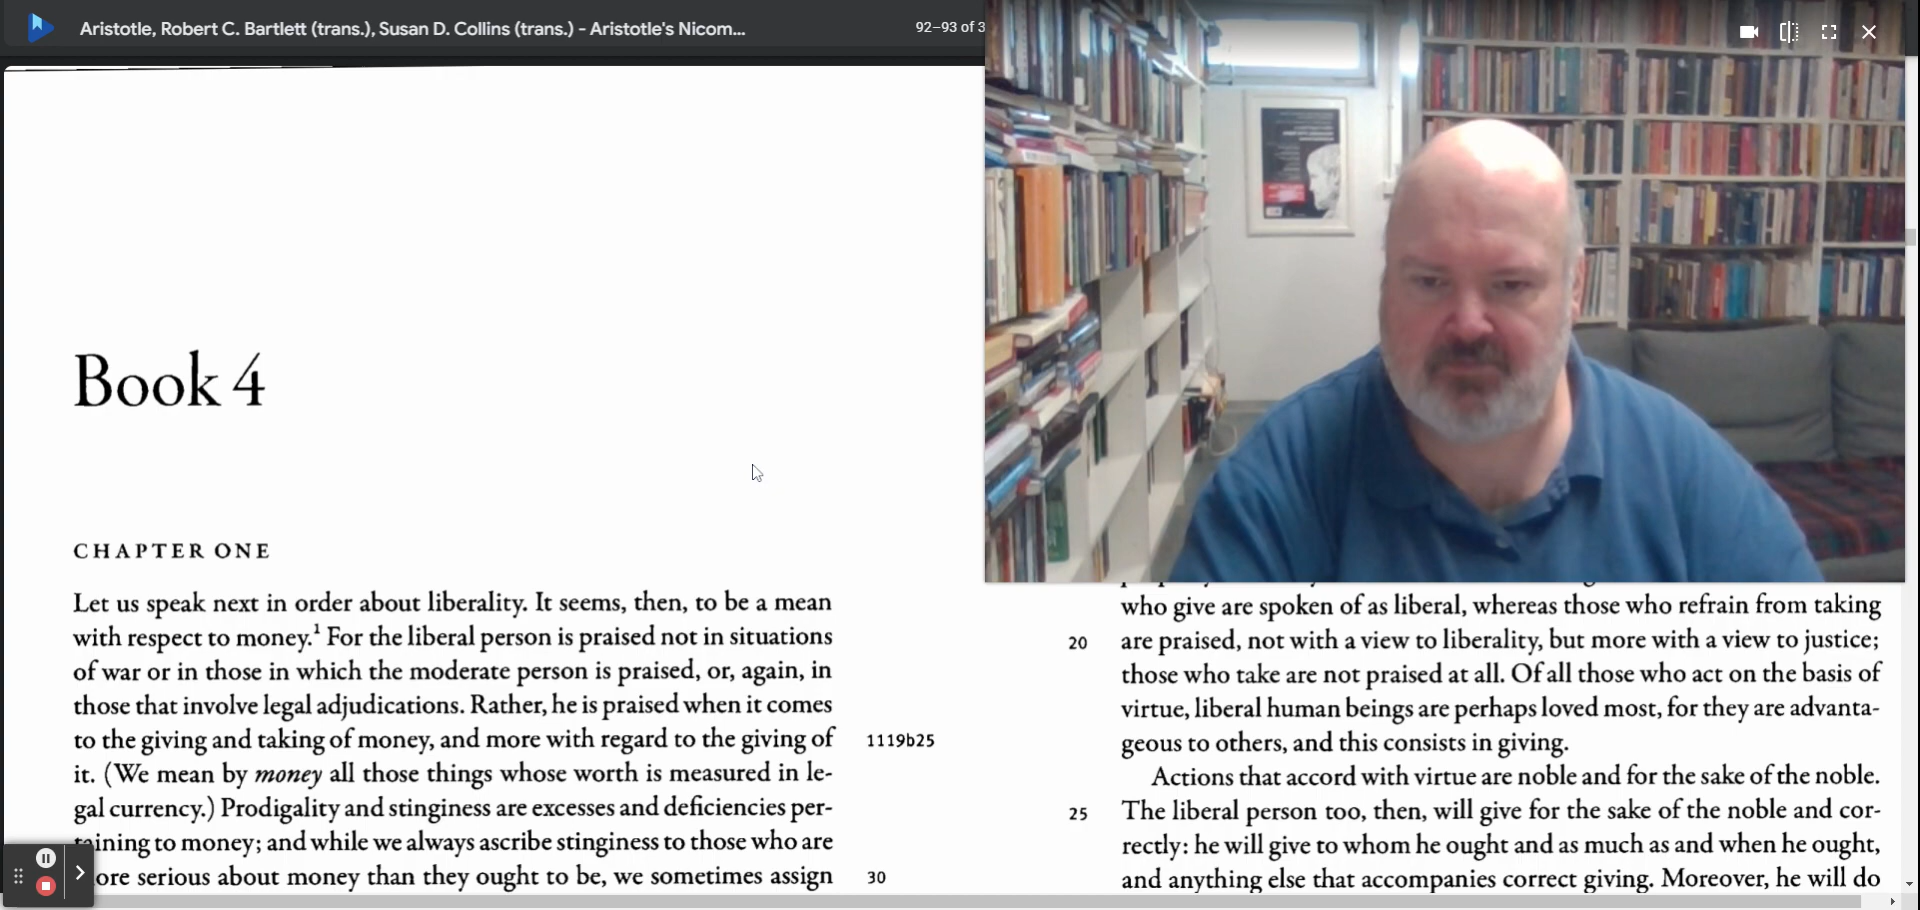 Aristotle, Robert C. Bartlett (trans.), Susan D. Collins (trans.) - Aristotle's Nicom...
92–93 of 3
Book 4
CHAPTER ONE
Let us speak next in order about liberality. It seems, then, to be a mean
with respect to money.¹ For the liberal person is praised not in situations
of war or in those in which the moderate person is praised, or, again, in
those that involve legal adjudications. Rather, he is praised when it comes
to the giving and taking of money, and more with regard to the giving of
1119b25
it. (We mean by money all those things whose worth is measured in le-
gal currency.) Prodigality and stinginess are excesses and deficiencies per-
taining to money; and while we always ascribe stinginess to those who are
ore serious about money than they ought to be, we sometimes assign
30
who give are spoken of as liberal, whereas those who refrain from taking
20 are praised, not with a view to liberality, but more with a view to justice;
those who take are not praised at all. Of all those who act on the basis of
virtue, liberal human beings are perhaps loved most, for they are advanta-
geous to others, and this consists in giving.
Actions that accord with virtue are noble and for the sake of the noble.
25 The liberal person too, then, will give for the sake of the noble and cor-
rectly: he will give to whom he ought and as much as and when he ought,
and anything else that accompanies correct giving. Moreover, he will do